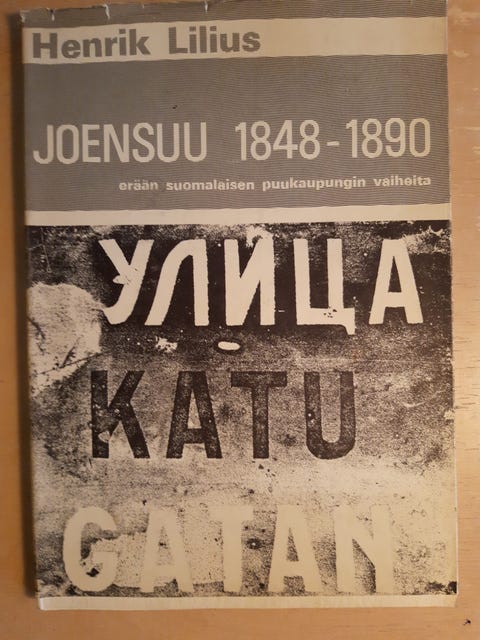 Henrik Lilius
JOENSUU 1848-1890
erään suomalaisen puukaupungin vaiheita
УЛИЦА
KATU
GATAN